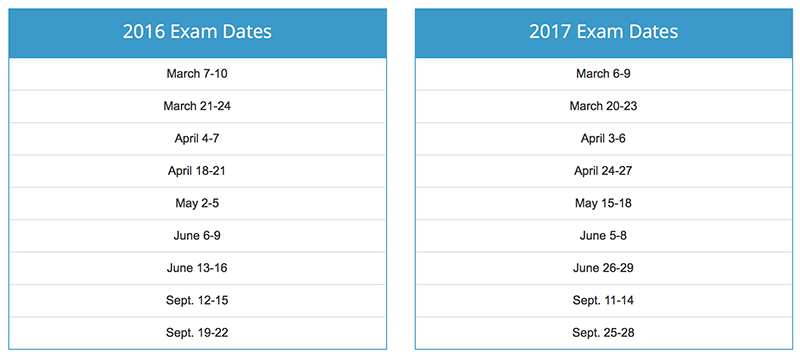 2016 Exam Dates
March 7-10
March 21-24
April 4-7
April 18-21
May 2-5
June 6-9
June 13-16
Sept. 12-15
Sept. 19-22
2017 Exam Dates
March 6-9
March 20-23
April 3-6
April 24-27
May 15-18
June 5-8
June 26-29
Sept. 11-14
Sept. 25-28